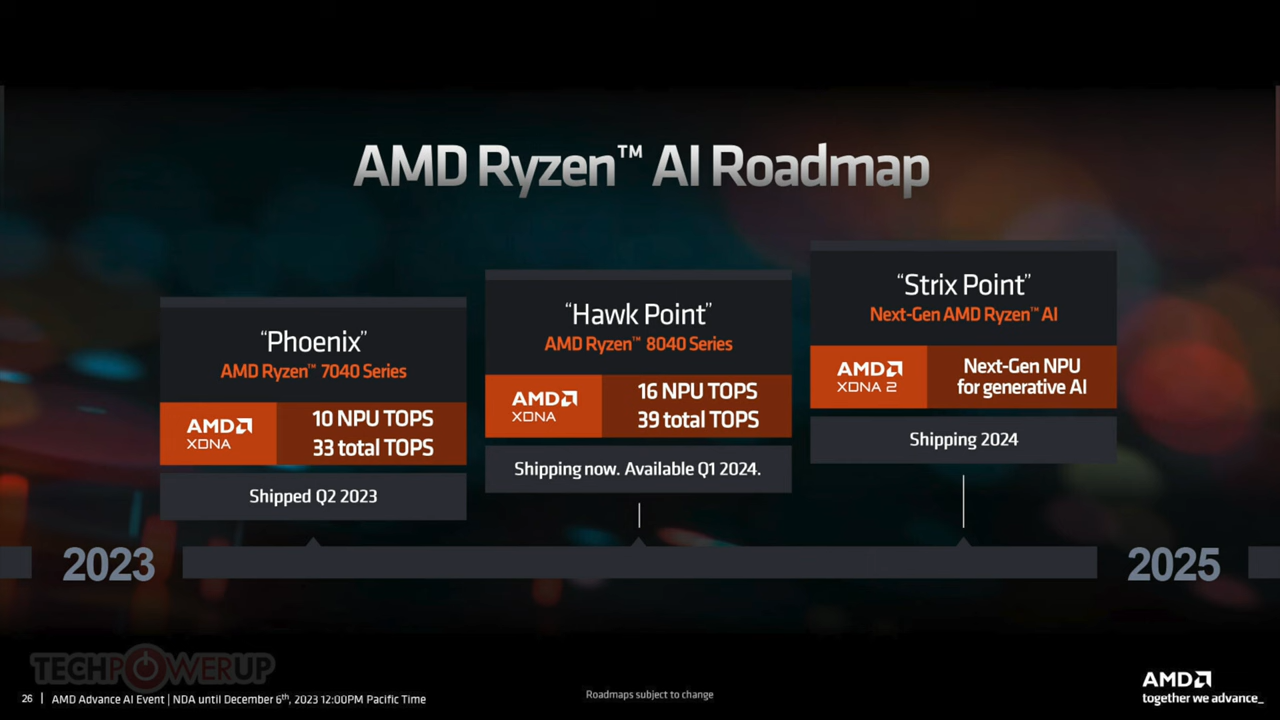 AMD Ryzen™ AI Roadmap
“Phoenix”
AMD Ryzen™ 7040 Series
AMD
XDNA
10 NPU TOPS
33 total TOPS
Shipped Q2 2023
“Hawk Point”
AMD Ryzen™ 8040 Series
AMD
XDNA
16 NPU TOPS
39 total TOPS
Shipping now. Available Q1 2024.
“Strix Point”
Next-Gen AMD Ryzen™ AI
AMD
XDNA 2
Next-Gen NPU
for generative AI
Shipping 2024
2023
2025
TECHPOWERUP
26 | AMD Advance AI Event | NDA until December 6th, 2023 12:00PM Pacific Time
Roadmaps subject to change
AMD
together we advance_